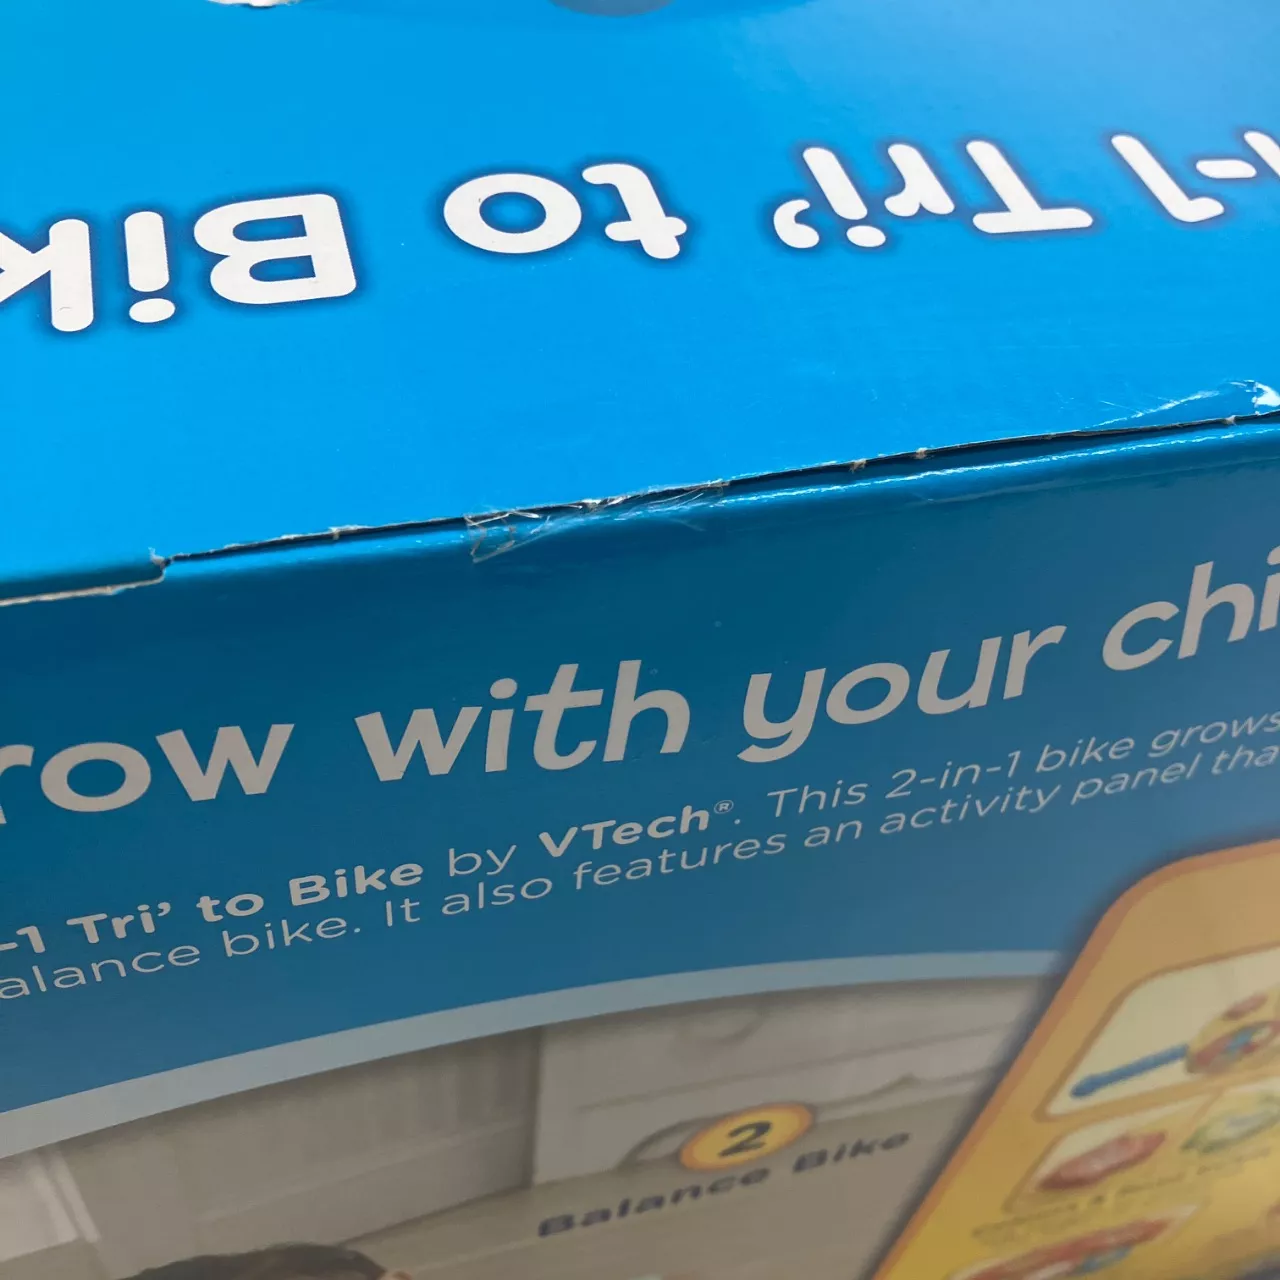 -1 Tri' to Bik
row with your chi
-1 Tri' to Bike by VTech®. This 2-in-1 bike grows
alance bike. It also features an activity panel tha
2
Balance Bike